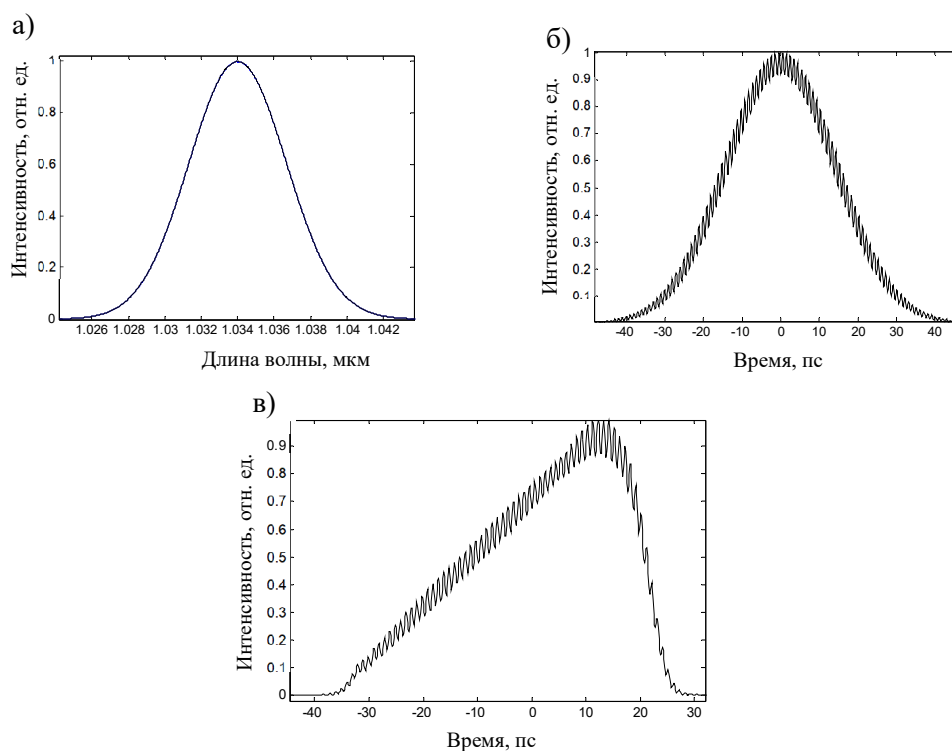 а)
Интенсивность, отн. ед.
1
0.8
0.6
0.4
0.2
0
1.026 1.028 1.03 1.032 1.034 1.036 1.038 1.04 1.042
Длина волны, мкм
б)
Интенсивность, отн. ед.
1
0.9
0.8
0.7
0.6
0.5
0.4
0.3
0.2
0.1
-40 -30 -20 -10 0 10 20 30 40
Время, пс
в)
Интенсивность, отн. ед.
0.9
0.8
0.7
0.6
0.5
0.4
0.3
0.2
0.1
0
-40 -30 -20 -10 0 10 20 30
Время, пс